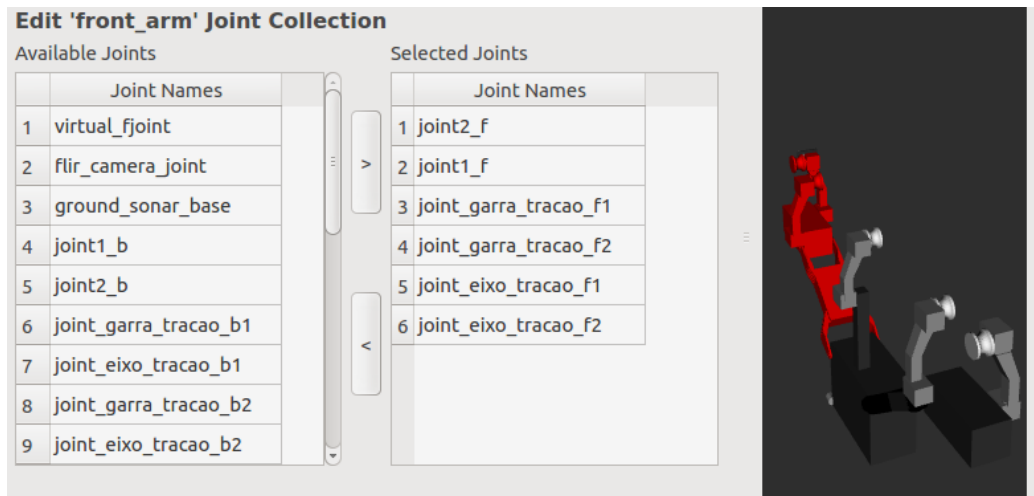 Edit 'front_arm' Joint Collection
Available Joints
Joint Names
1 virtual_fjoint
2 flir_camera_joint
3 ground_sonar_base
4 joint1_b
5 joint2_b
6 joint_garra_tracao_b1
7 joint_eixo_tracao_b1
8 joint_garra_tracao_b2
9 joint_eixo_tracao_b2
>
<
Selected Joints
Joint Names
1 joint2_f
2 joint1_f
3 joint_garra_tracao_f1
4 joint_garra_tracao_f2
5 joint_eixo_tracao_f1
6 joint_eixo_tracao_f2